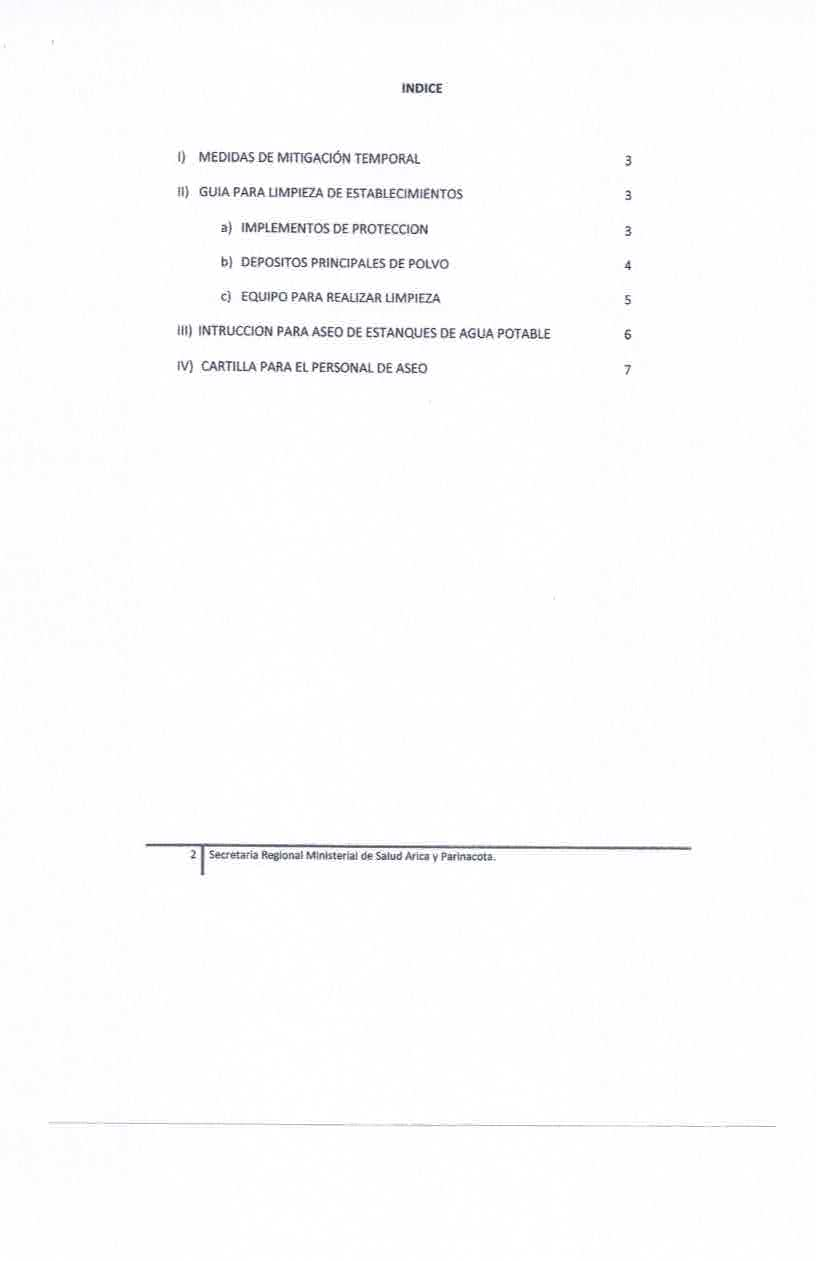 INDICE
I) MEDIDAS DE MITIGACIÓN TEMPORAL 3
II) GUIA PARA LIMPIEZA DE ESTABLECIMIENTOS 3
a) IMPLEMENTOS DE PROTECCION 3
b) DEPOSITOS PRINCIPALES DE POLVO 4
c) EQUIPO PARA REALIZAR LIMPIEZA 5
III) INTRUCCION PARA ASEO DE ESTANQUES DE AGUA POTABLE 6
IV) CARTILLA PARA EL PERSONAL DE ASEO 7
2 Secretaria Regional Ministerial de Salud Arica y Parinacota.